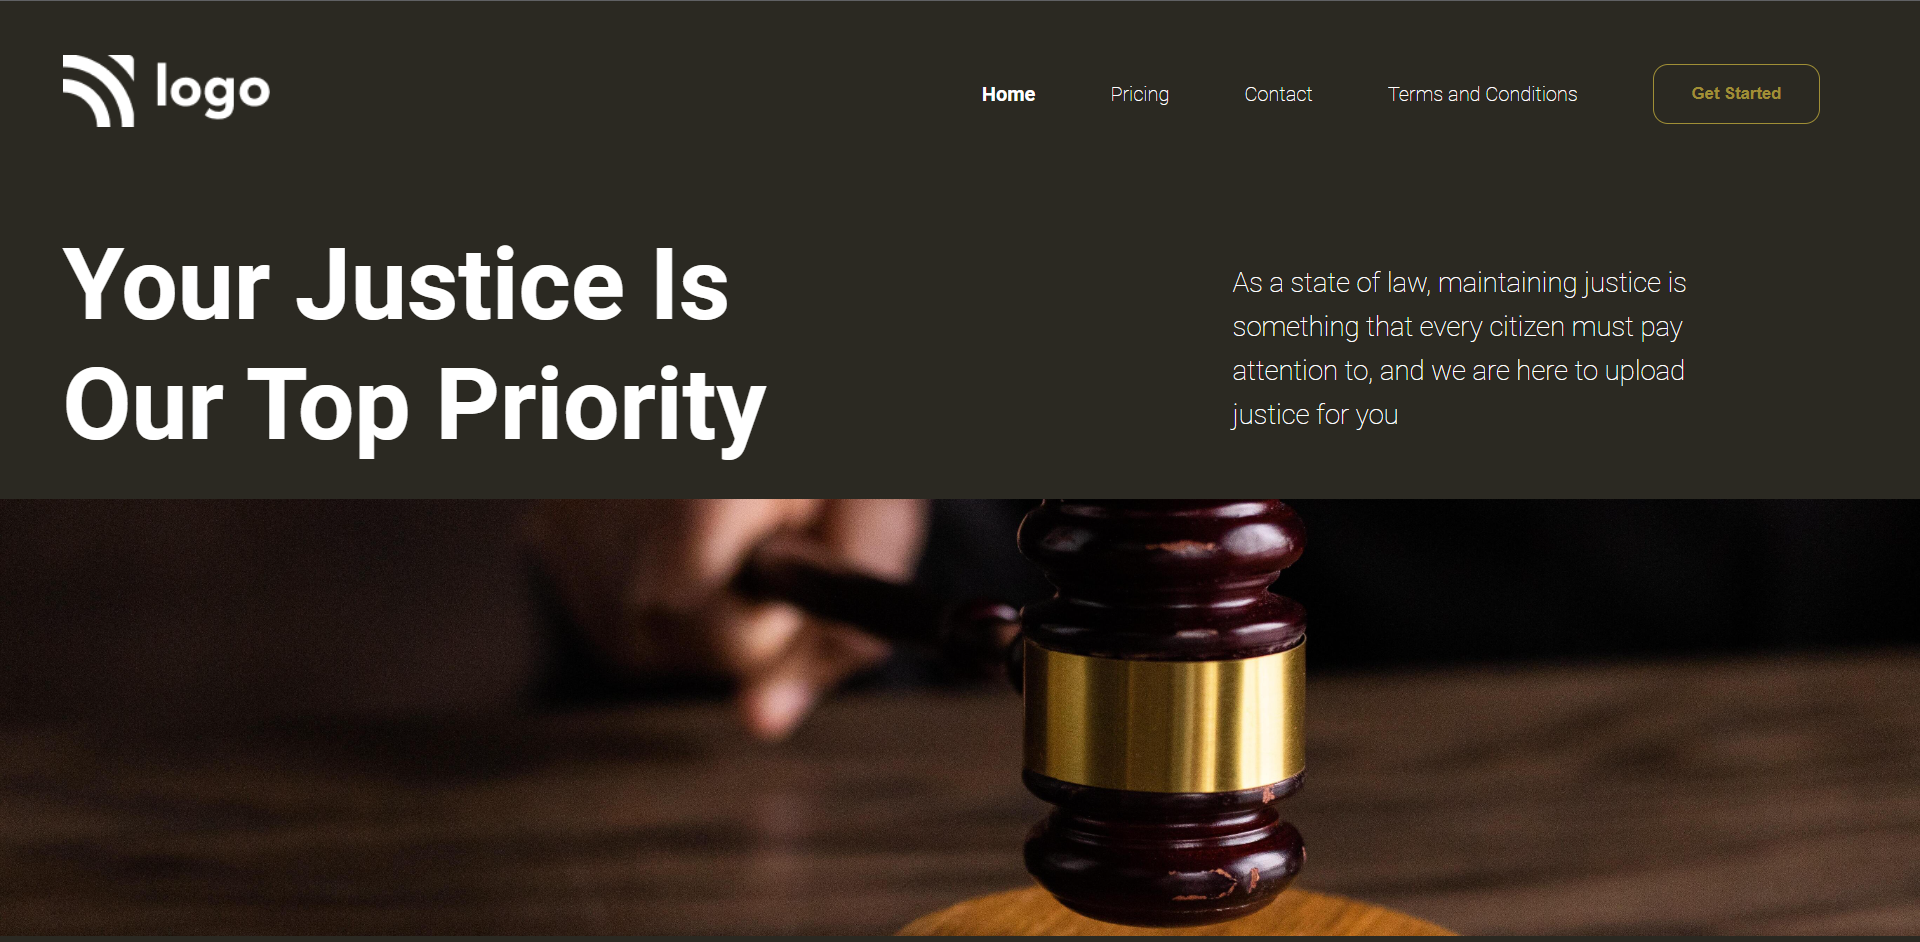 logo
Home
Pricing
Contact
Terms and Conditions
Get Started
Your Justice Is
Our Top Priority
As a state of law, maintaining justice is
something that every citizen must pay
attention to, and we are here to upload
justice for you